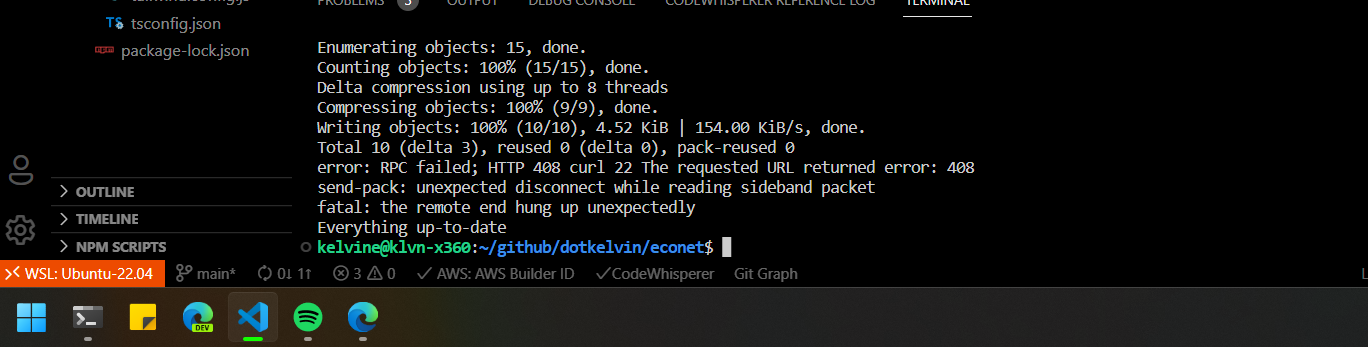 tsconfig.json
package-lock.json
OUTLINE
TIMELINE
NPM SCRIPTS
PROBLEMS
OUTPUT
DEBUG CONSOLE
CODEWHISPERER REFERENCE LOG
TERMINAL
Enumerating objects: 15, done.
Counting objects: 100% (15/15), done.
Delta compression using up to 8 threads
Compressing objects: 100% (9/9), done.
Writing objects: 100% (10/10), 4.52 KiB | 154.00 KiB/s, done.
Total 10 (delta 3), reused 0 (delta 0), pack-reused 0
error: RPC failed; HTTP 408 curl 22 The requested URL returned error: 408
send-pack: unexpected disconnect while reading sideband packet
fatal: the remote end hung up unexpectedly
Everything up-to-date
kelvine@klvn-x360:~/github/dotkelvin/econet$
WSL: Ubuntu-22.04 main* 0↓ 1↑ 3 0 AWS: AWS Builder ID CodeWhisperer Git Graph
DEV